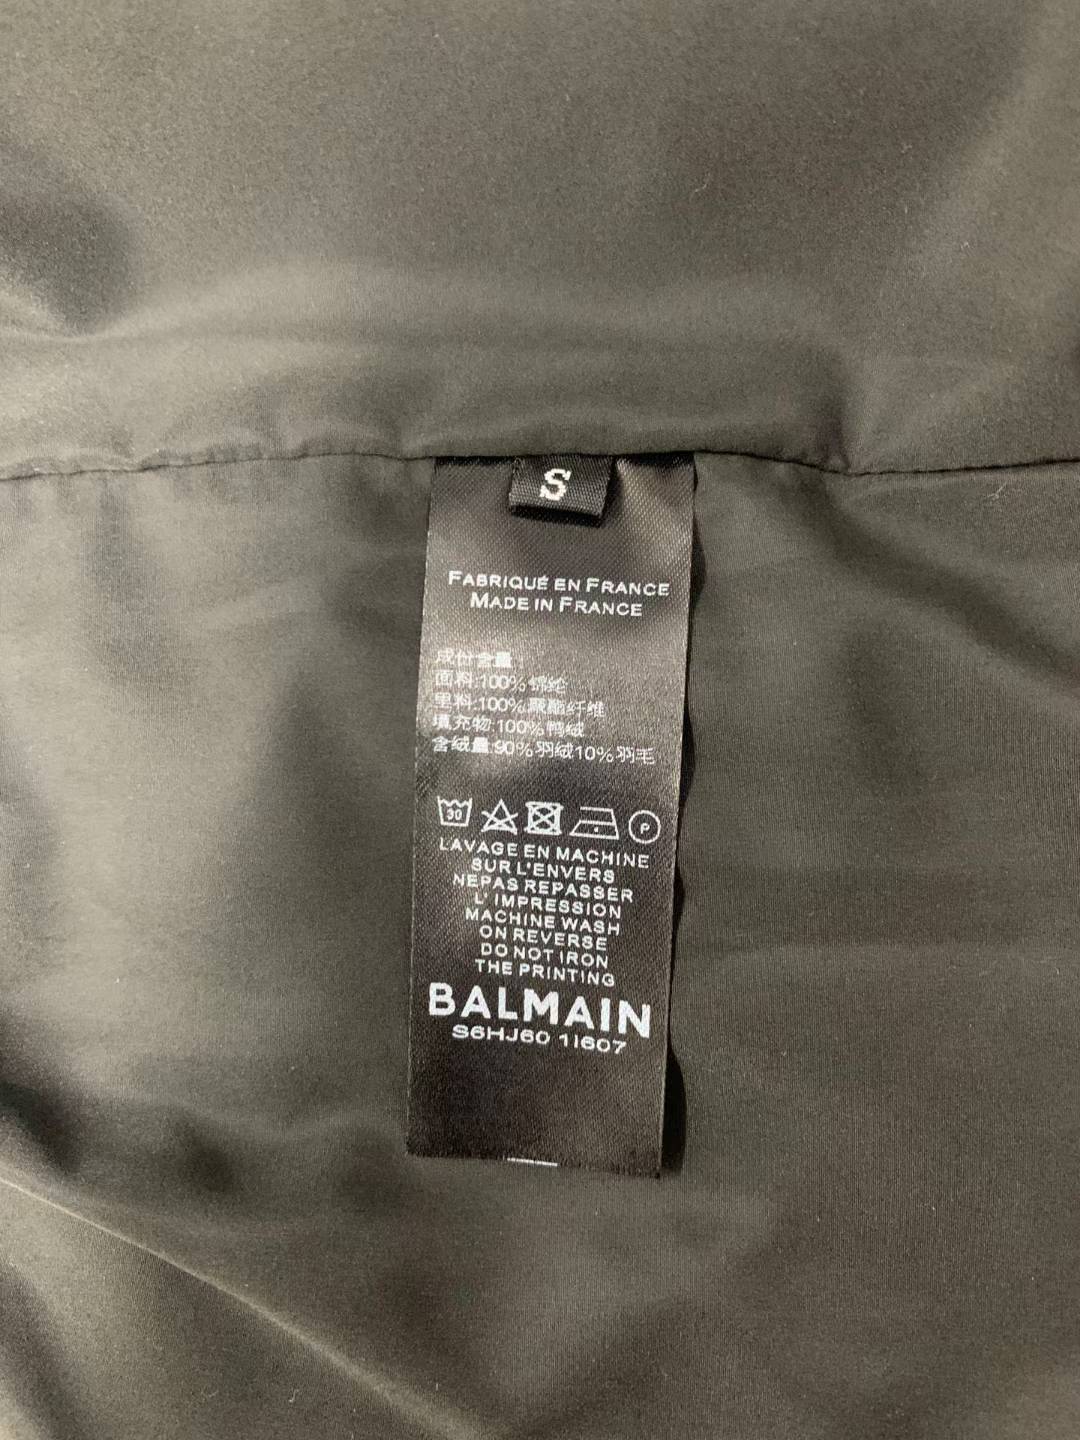 S
FABRIQUÉ EN FRANCE
MADE IN FRANCE
成份含量:
面料:100%锦纶
里料:100%聚酯纤维
填充物:100%鸭绒
含绒量:90%羽绒10%羽毛
30 P
LAVAGE EN MACHINE
SUR L'ENVERS
NEPAS REPASSER
L' IMPRESSION
MACHINE WASH
ON REVERSE
DO NOT IRON
THE PRINTING
BALMAIN
S6HJ60 1I607